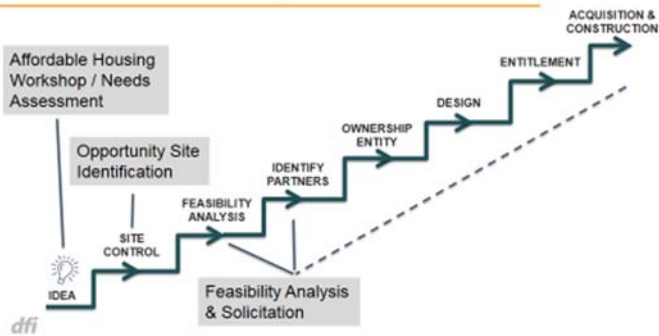 ACQUISITION &
CONSTRUCTION
ENTITLEMENT
DESIGN
OWNERSHIP
ENTITY
IDENTIFY
PARTNERS
FEASIBILITY
ANALYSIS
SITE
CONTROL
IDEA
Affordable Housing
Workshop / Needs
Assessment
Opportunity Site
Identification
Feasibility Analysis
& Solicitation
dfi